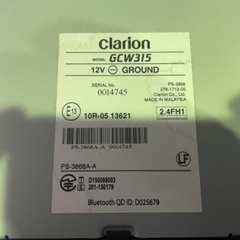 clarion
MODEL GCW315
12V GROUND
SERIAL NO.
0014745
PS-3868
276-1712-00
Clarion Co., Ltd.
MADE IN MALAYSIA
E13
10R-05 13621
2.4FH1
PS-3868A-A_0014745
PS-3868A-A
LF
D150098003
201-150179
Bluetooth QD ID: D025679